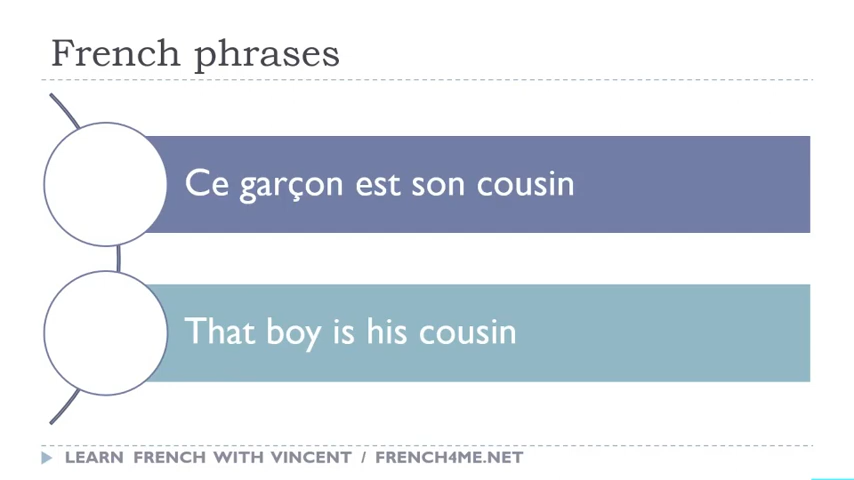 French phrases
Ce garçon est son cousin
That boy is his cousin
LEARN FRENCH WITH VINCENT / FRENCH4ME.NET